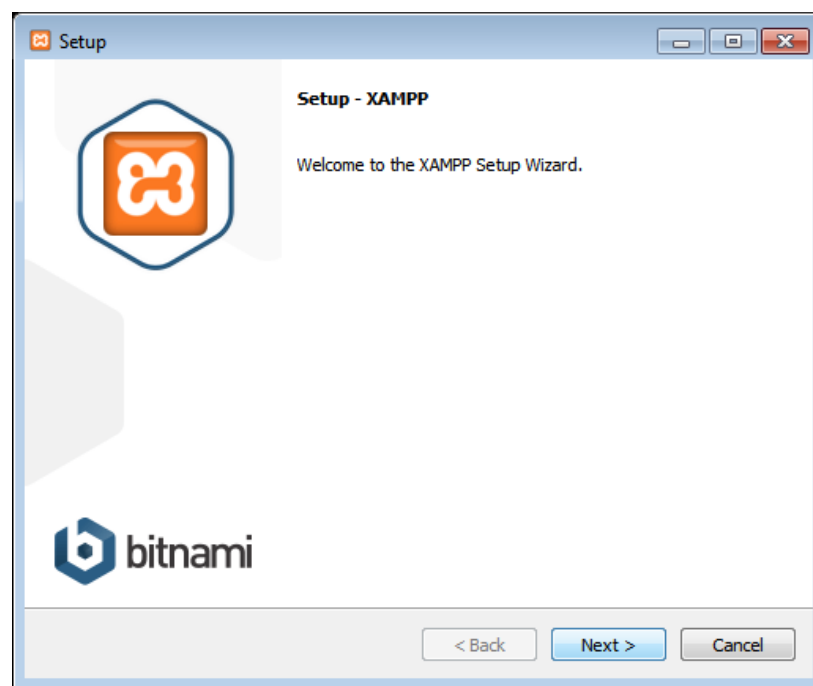 Setup
Setup - XAMPP
Welcome to the XAMPP Setup Wizard.
bitnami
< Back
Next >
Cancel